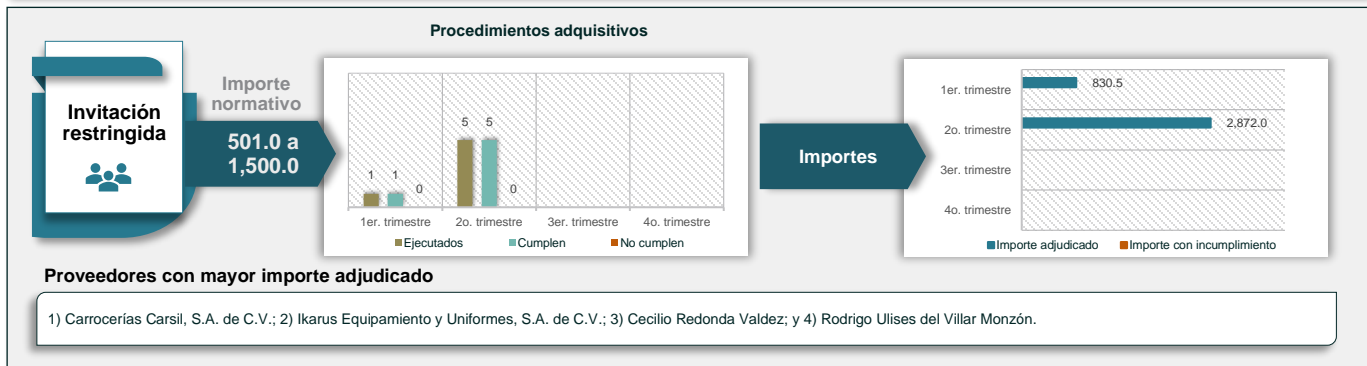 Procedimientos adquisitivos
Invitación
restringida
Importe
normativo
501.0 a
1,500.0
1
1
0
5
5
0
1er. trimestre
2o. trimestre
3er. trimestre
4o. trimestre
Ejecutados
Cumplen
No cumplen
Importes
1er. trimestre
830.5
2o. trimestre
2,872.0
3er. trimestre
4o. trimestre
Importe adjudicado
Importe con incumplimiento
Proveedores con mayor importe adjudicado
1) Carrocerías Carsil, S.A. de C.V.; 2) Ikarus Equipamiento y Uniformes, S.A. de C.V.; 3) Cecilio Redonda Valdez; y 4) Rodrigo Ulises del Villar Monzón.